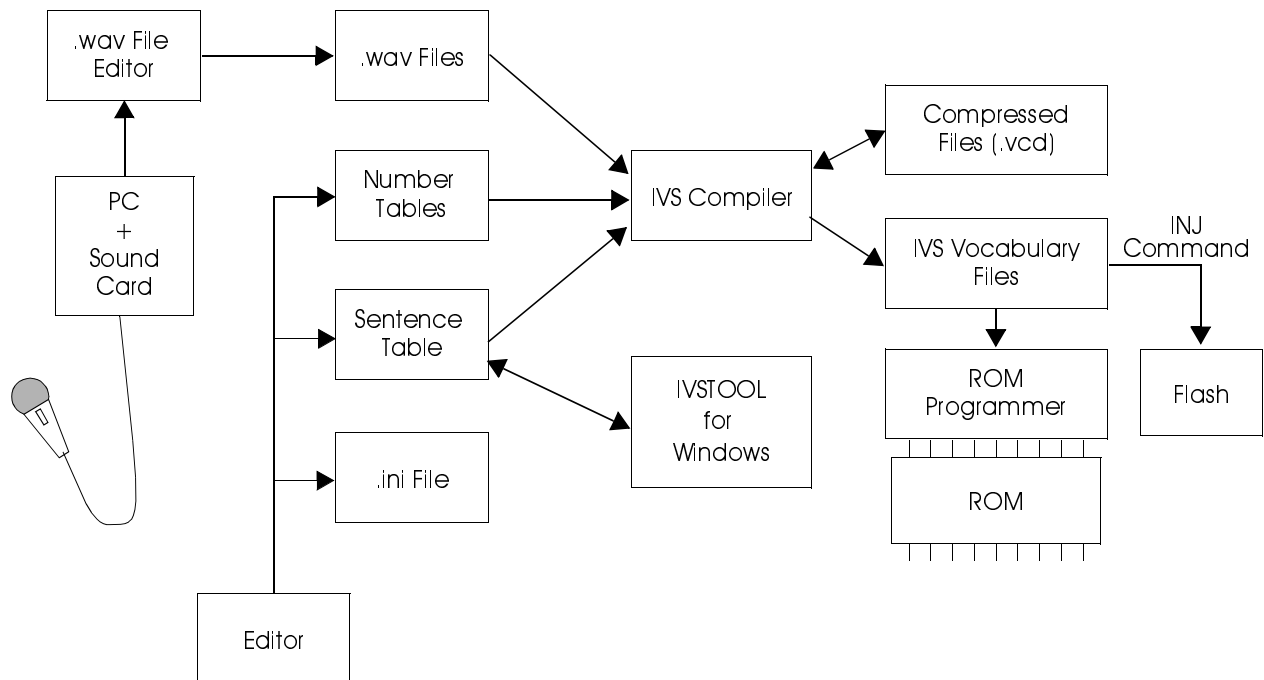 .wav File
Editor
.wav Files
Compressed
Files (.vcd)
Number
Tables
IVS Compiler
PC
+
Sound
Card
IVS Vocabulary
Files
INJ
Command
Sentence
Table
IVSTOOL
for
Windows
ROM
Programmer
Flash
.ini File
ROM
Editor